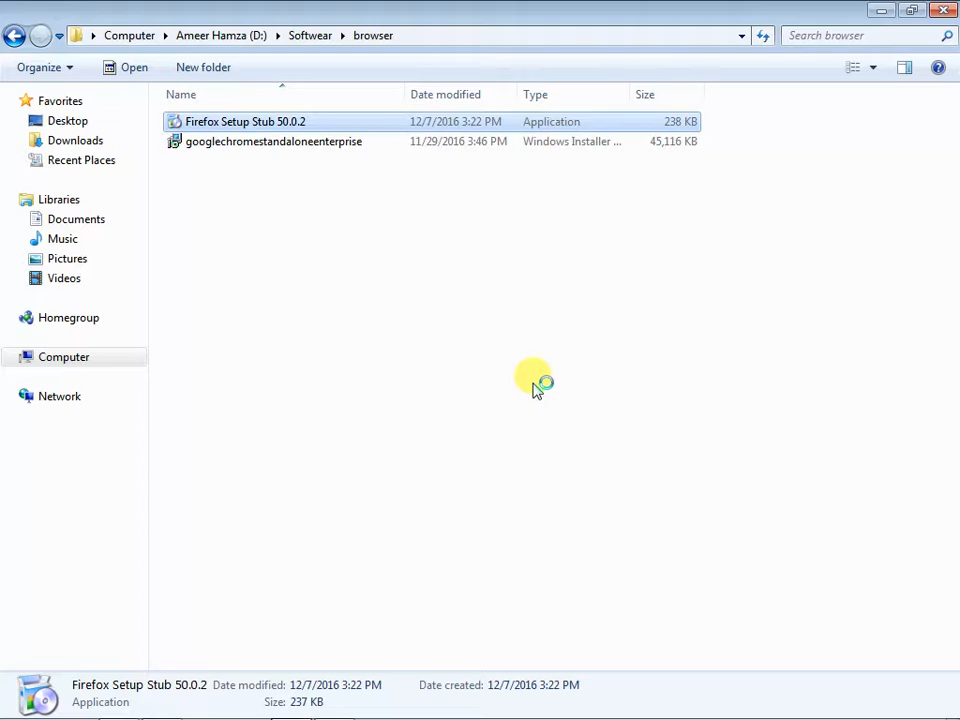 Computer Ameer Hamza (D:) Softwear browser Search browser
Organize Open New folder
Favorites
Desktop
Downloads
Recent Places
Libraries
Documents
Music
Pictures
Videos
Homegroup
Computer
Network
Name Date modified Type Size
Firefox Setup Stub 50.0.2 12/7/2016 3:22 PM Application 238 KB
googlechromestandaloneenterprise 11/29/2016 3:46 PM Windows Installer ... 45,116 KB
Firefox Setup Stub 50.0.2 Date modified: 12/7/2016 3:22 PM Date created: 12/7/2016 3:22 PM
Application Size: 237 KB